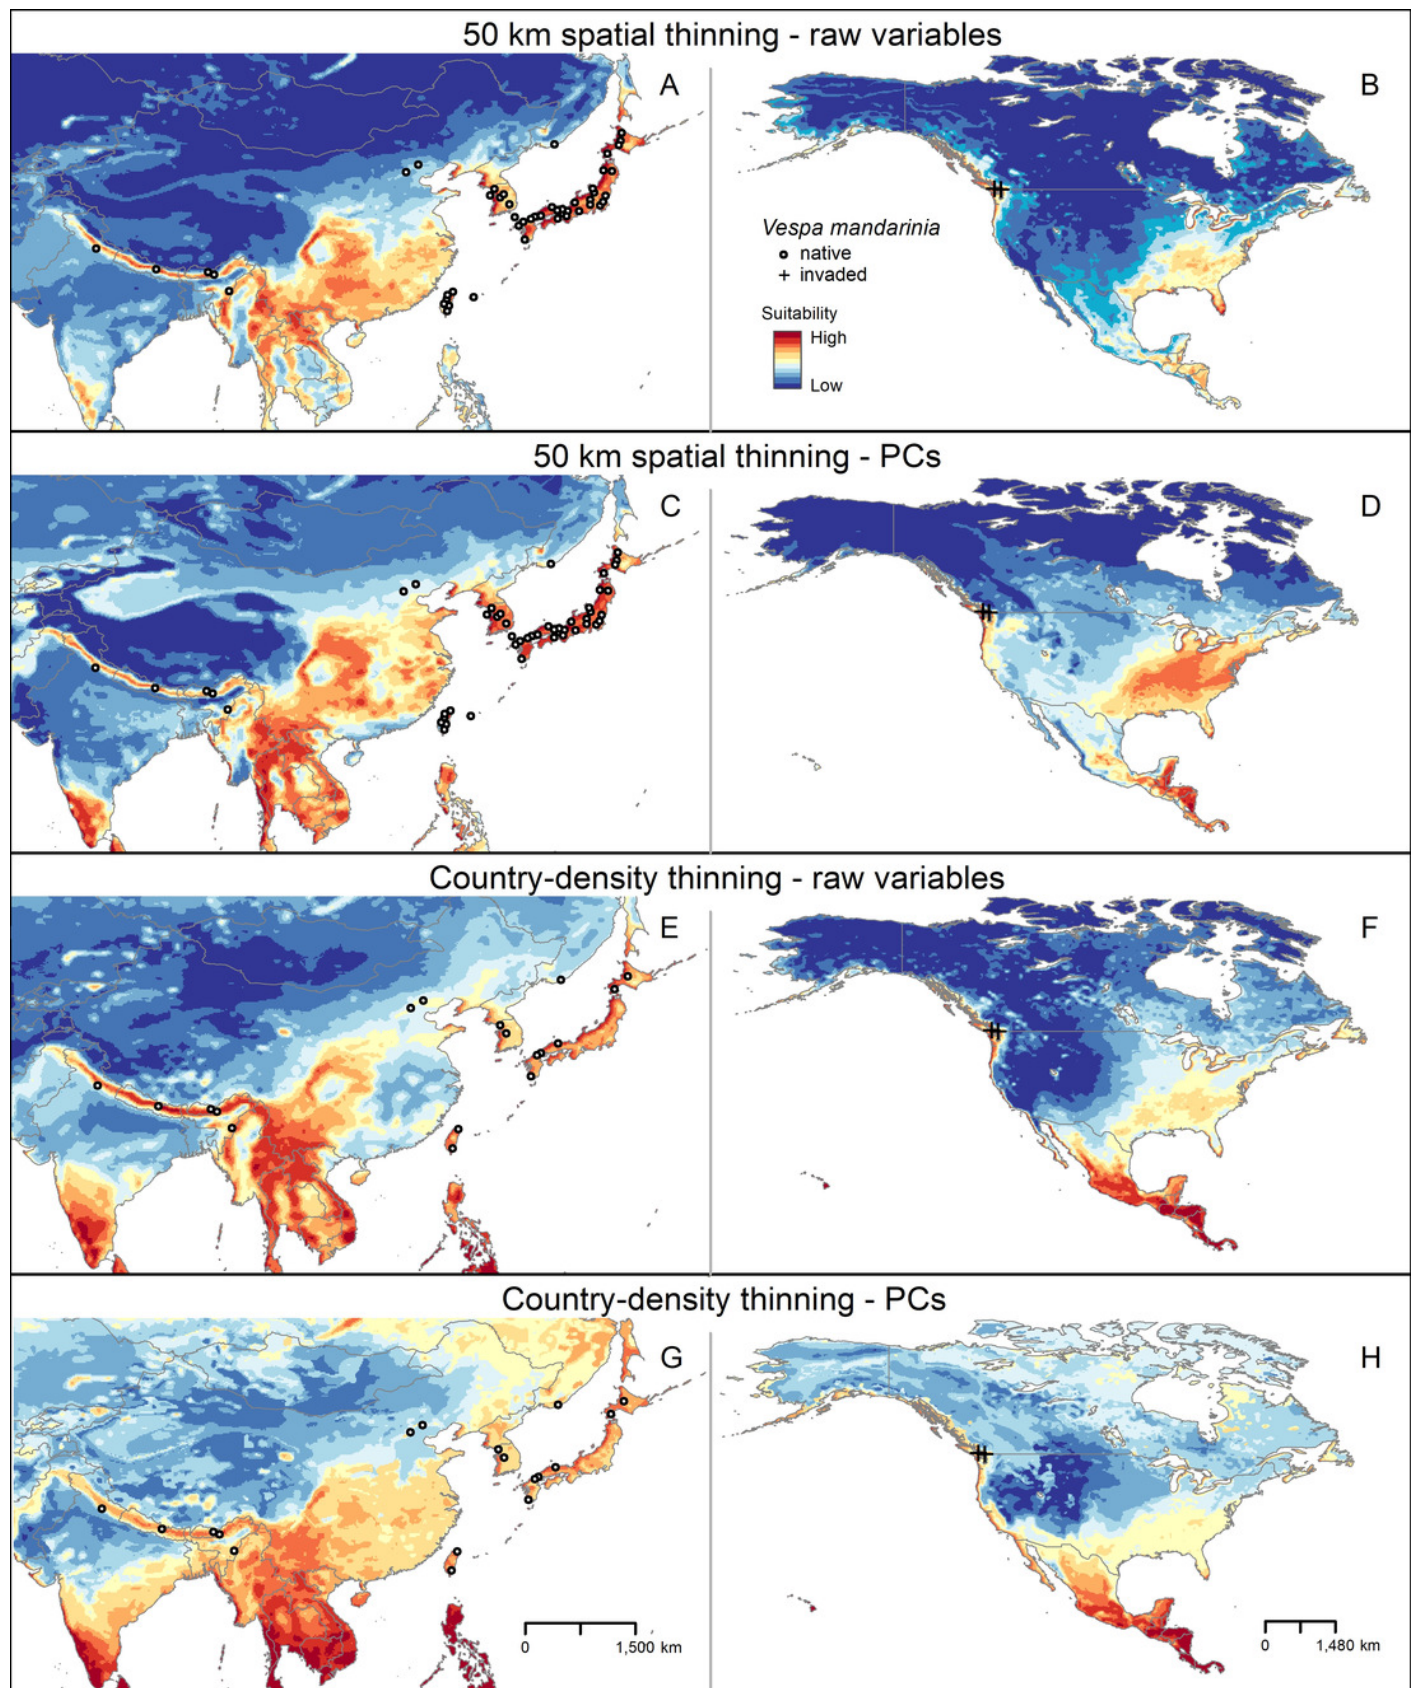 50 km spatial thinning - raw variables
A
B
Vespa mandarinia
native
invaded
Suitability
High
Low
50 km spatial thinning - PCs
C
D
Country-density thinning - raw variables
E
F
Country-density thinning - PCs
G
H
0 1,500 km
0 1,480 km